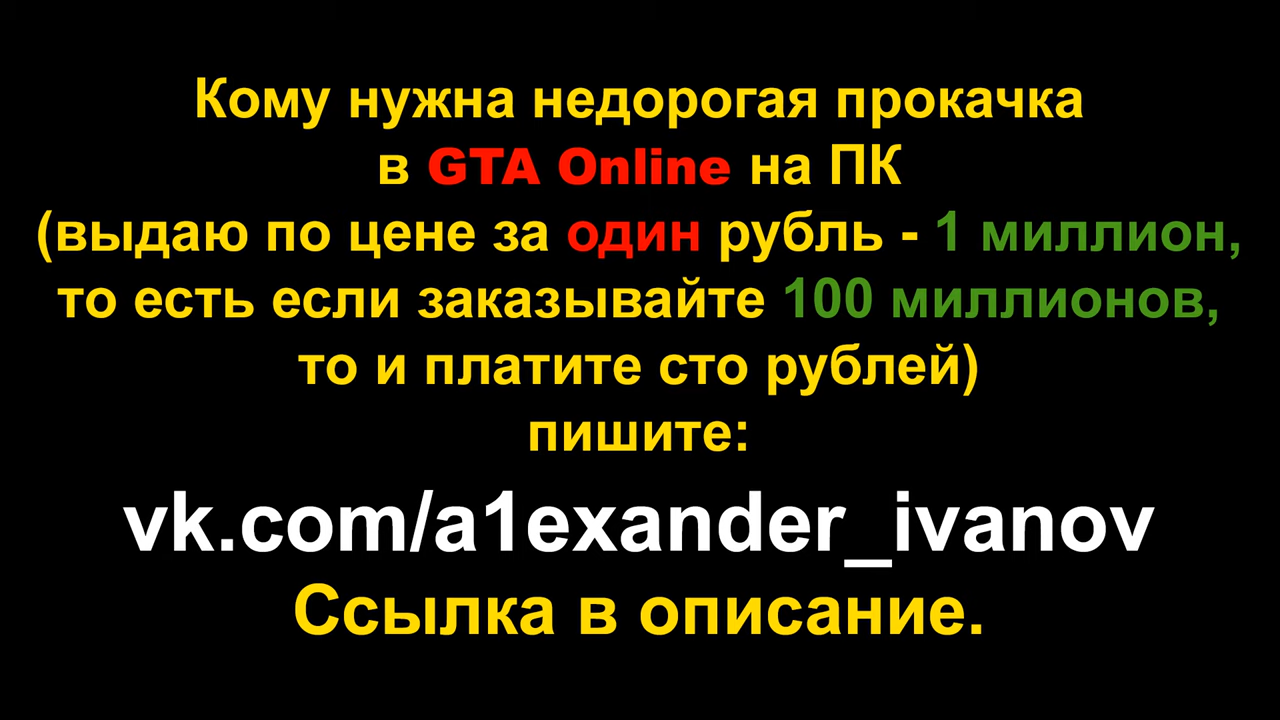 Кому нужна недорогая прокачка
в GTA Online на ПК
(выдаю по цене за один рубль - 1 миллион,
то есть если заказывайте 100 миллионов,
то и платите сто рублей)
пишите:
vk.com/a1exander_ivanov
Ссылка в описание.